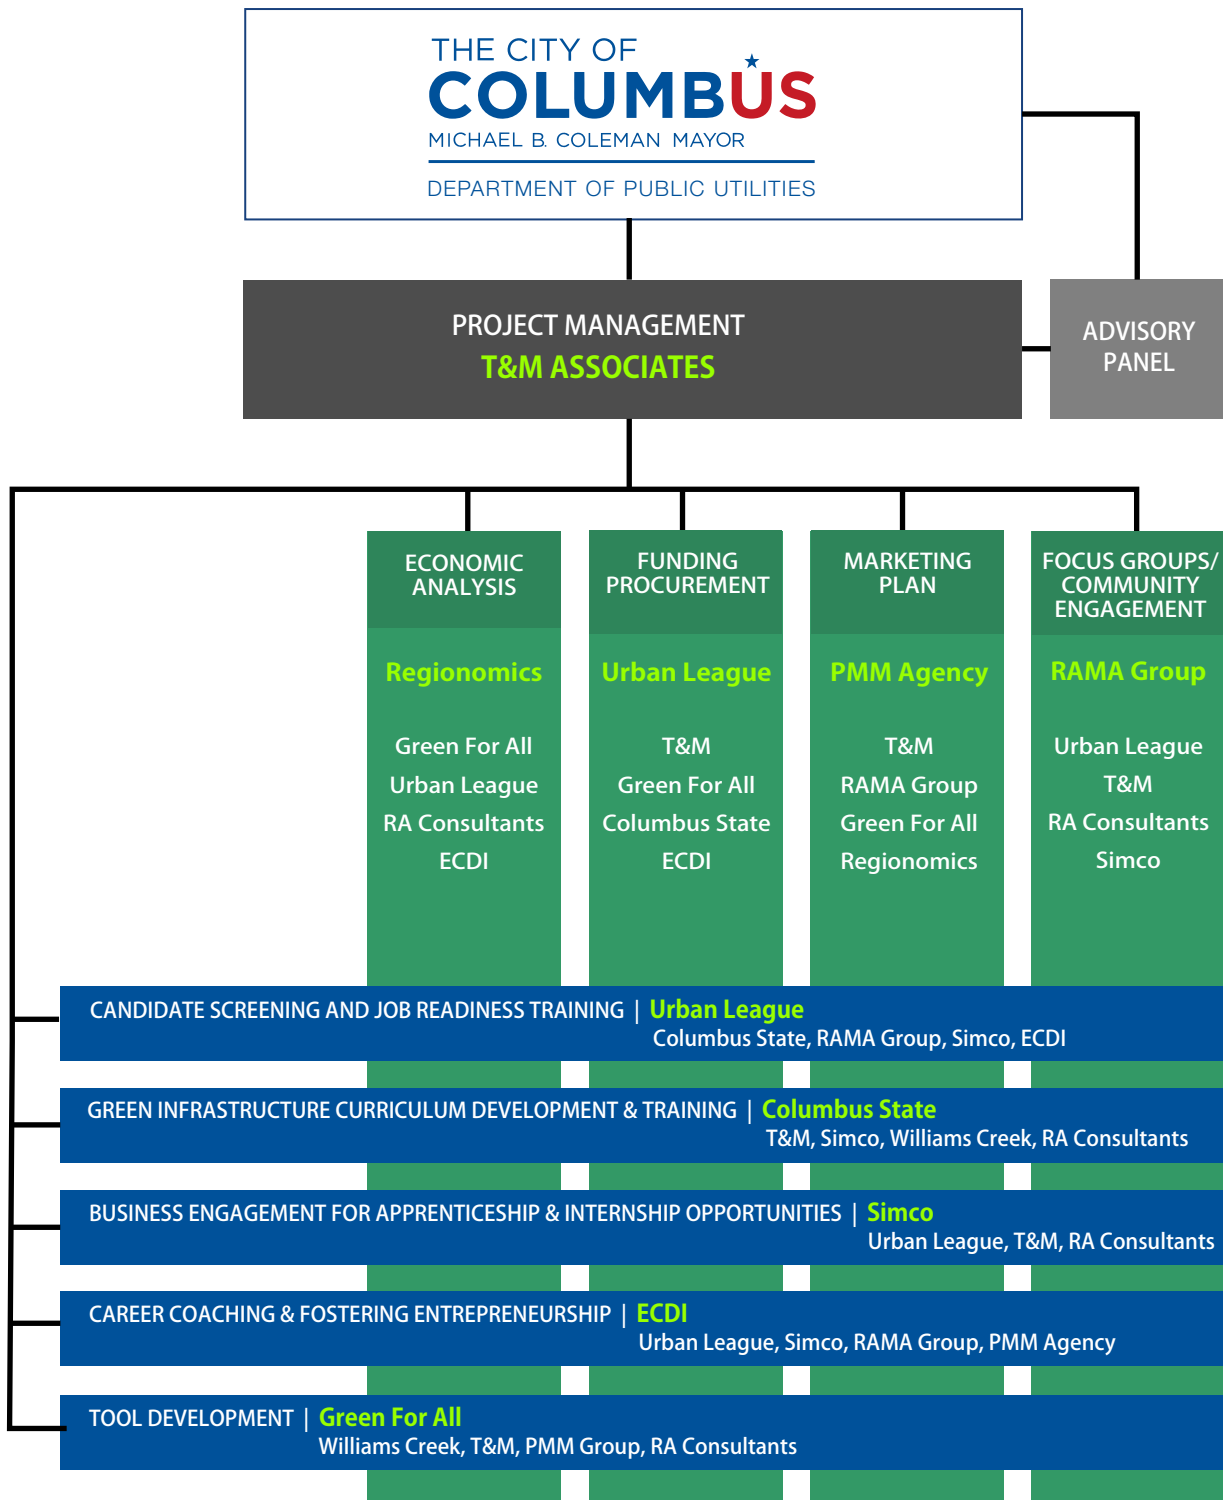 THE CITY OF
COLUMBUS
MICHAEL B. COLEMAN MAYOR
DEPARTMENT OF PUBLIC UTILITIES
PROJECT MANAGEMENT
T&M ASSOCIATES
ADVISORY
PANEL
ECONOMIC
ANALYSIS
Regionomics
Green For All
Urban League
RA Consultants
ECDI
FUNDING
PROCUREMENT
Urban League
T&M
Green For All
Columbus State
ECDI
MARKETING
PLAN
PMM Agency
T&M
RAMA Group
Green For All
Regionomics
FOCUS GROUPS/
COMMUNITY
ENGAGEMENT
RAMA Group
Urban League
T&M
RA Consultants
Simco
CANDIDATE SCREENING AND JOB READINESS TRAINING | Urban League
Columbus State, RAMA Group, Simco, ECDI
GREEN INFRASTRUCTURE CURRICULUM DEVELOPMENT & TRAINING | Columbus State
T&M, Simco, Williams Creek, RA Consultants
BUSINESS ENGAGEMENT FOR APPRENTICESHIP & INTERNSHIP OPPORTUNITIES | Simco
Urban League, T&M, RA Consultants
CAREER COACHING & FOSTERING ENTREPRENEURSHIP | ECDI
Urban League, Simco, RAMA Group, PMM Agency
TOOL DEVELOPMENT | Green For All
Williams Creek, T&M, PMM Group, RA Consultants